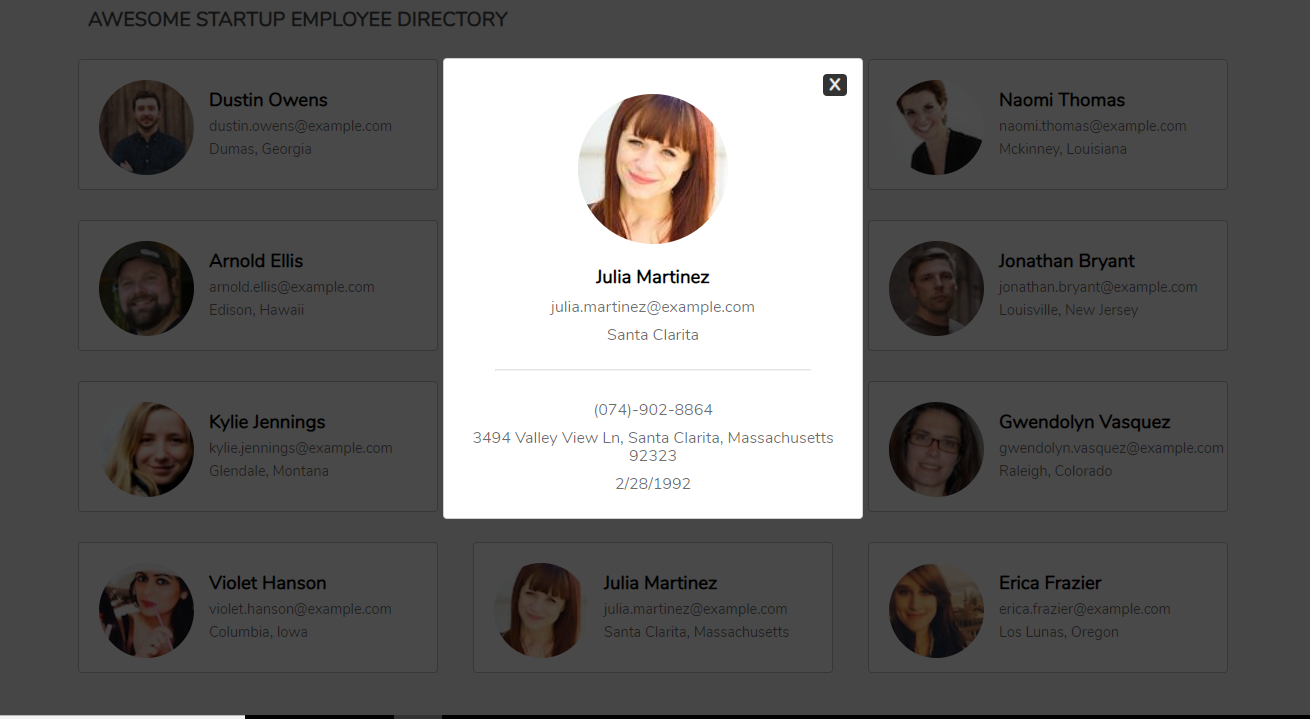 AWESOME STARTUP EMPLOYEE DIRECTORY
Dustin Owens
dustin.owens@example.com
Dumas, Georgia
X
Julia Martinez
julia.martinez@example.com
Santa Clarita
(074)-902-8864
3494 Valley View Ln, Santa Clarita, Massachusetts
92323
2/28/1992
Naomi Thomas
naomi.thomas@example.com
Mckinney, Louisiana
Arnold Ellis
arnold.ellis@example.com
Edison, Hawaii
Jonathan Bryant
jonathan.bryant@example.com
Louisville, New Jersey
Kylie Jennings
kylie.jennings@example.com
Glendale, Montana
Gwendolyn Vasquez
gwendolyn.vasquez@example.com
Raleigh, Colorado
Violet Hanson
violet.hanson@example.com
Columbia, Iowa
Julia Martinez
julia.martinez@example.com
Santa Clarita, Massachusetts
Erica Frazier
erica.frazier@example.com
Los Lunas, Oregon